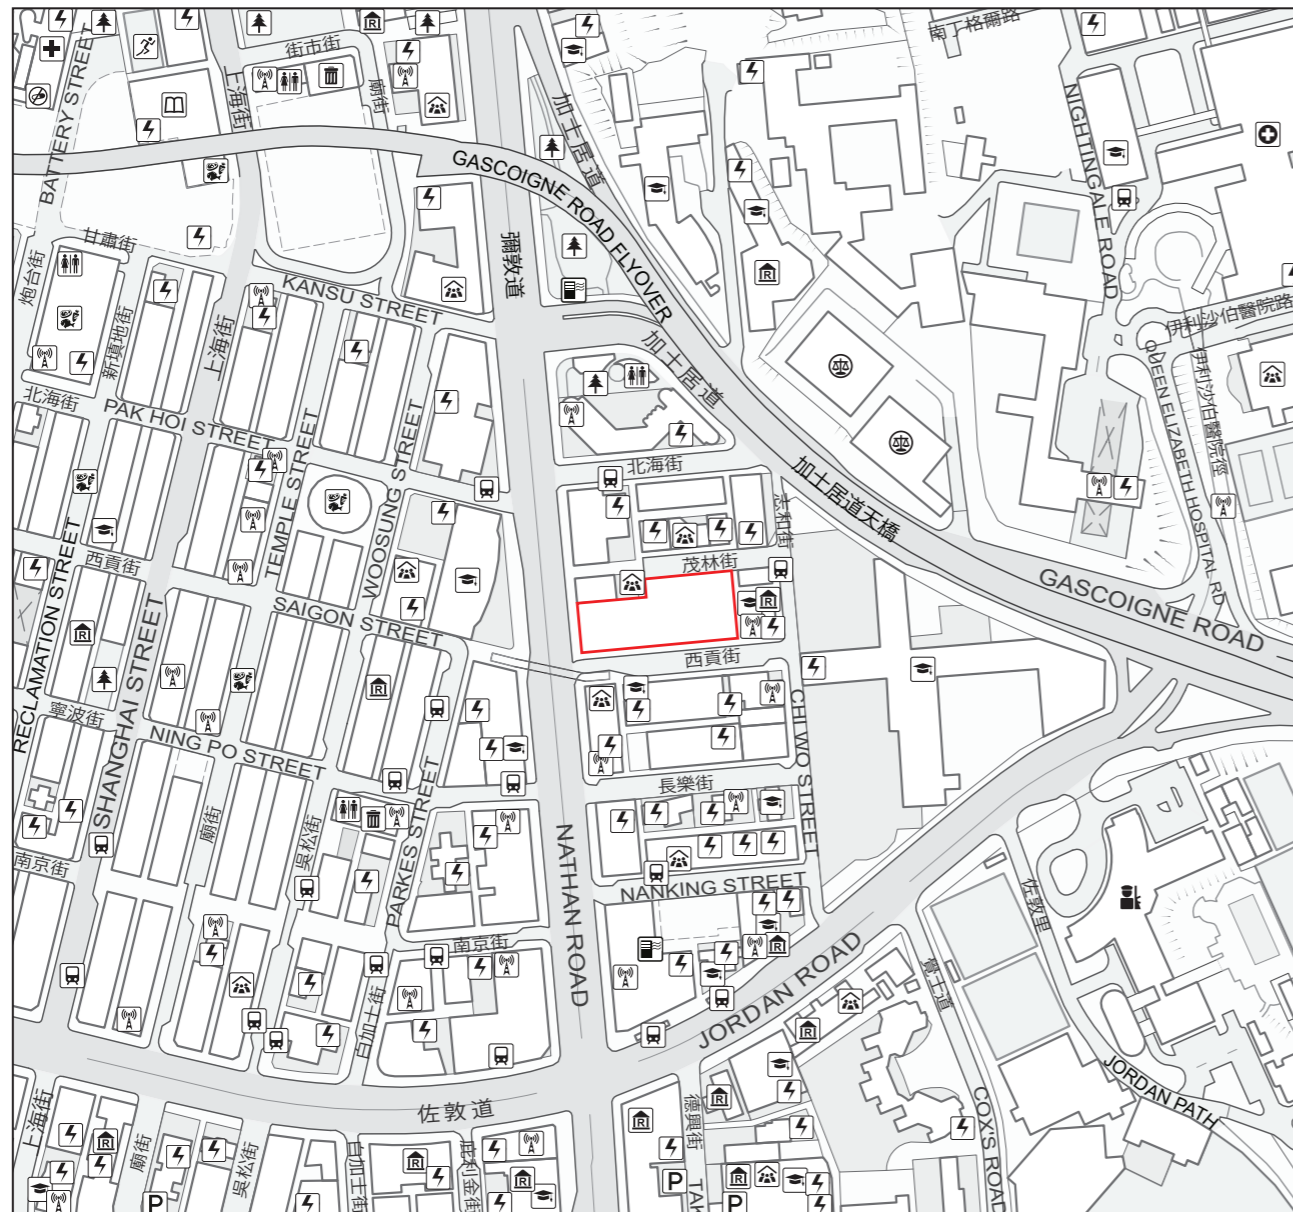 南丁格爾路
街市街
BATTERY STREET
上海街
廟街
加士居道
NIGHTINGALE ROAD
GASCOIGNE ROAD FLYOVER
甘肅街
炮台街
彌敦道
KANSU STREET
新填地街
上海街
加士居道
伊利沙伯醫院路
QUEEN ELIZABETH HOSPITAL RD
伊利沙伯醫院徑
北海街
PAK HOI STREET
TEMPLE STREET
WOOSUNG STREET
北海街
加士居道天橋
志和街
茂林街
西貢街
RECLAMATION STREET
SHANGHAI STREET
SAIGON STREET
GASCOIGNE ROAD
西貢街
寧波街
NING PO STREET
CHI WO STREET
長樂街
廟街
吳松街
PARKES STREET
NATHAN ROAD
南京街
NANKING STREET
佐敦里
南京街
JORDAN ROAD
覺士道
白加士街
JORDAN PATH
佐敦道
上海街
廟街
吳松街
白加士街
庇利金街
德興街
TAK
COX'S ROAD
P
P
P